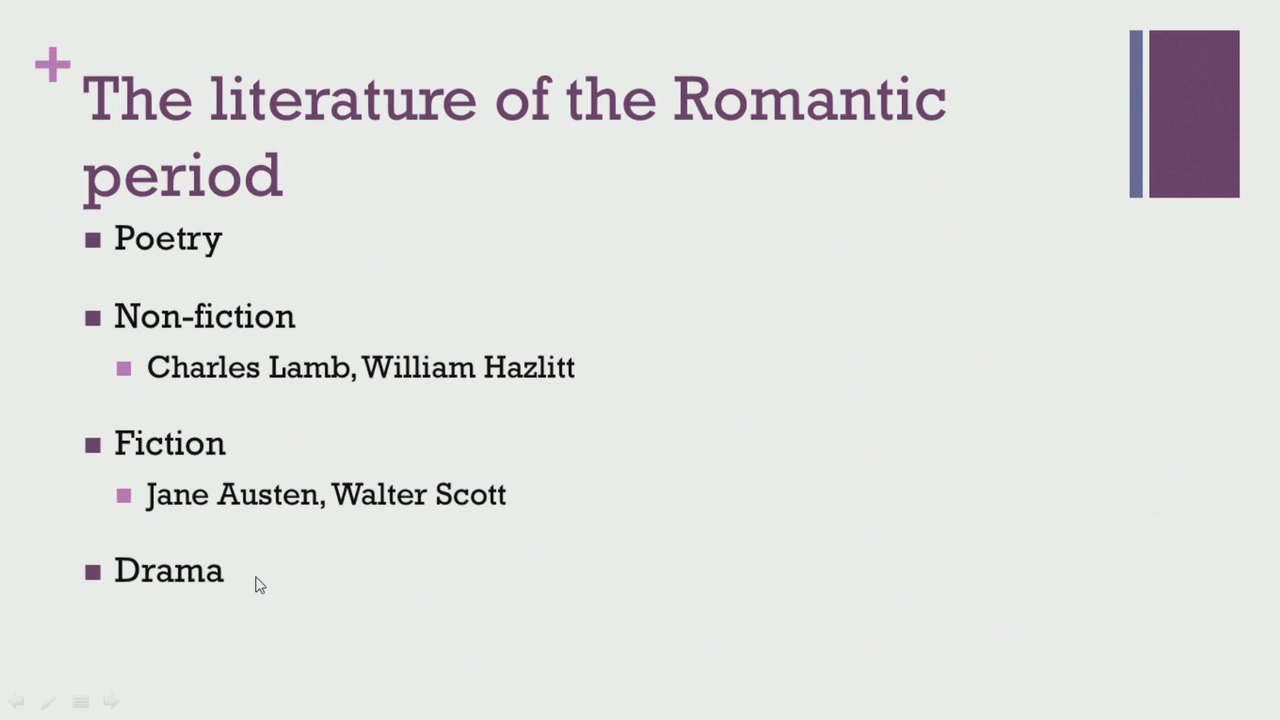 The literature of the Romantic
period
Poetry
Non-fiction
Charles Lamb, William Hazlitt
Fiction
Jane Austen, Walter Scott
Drama